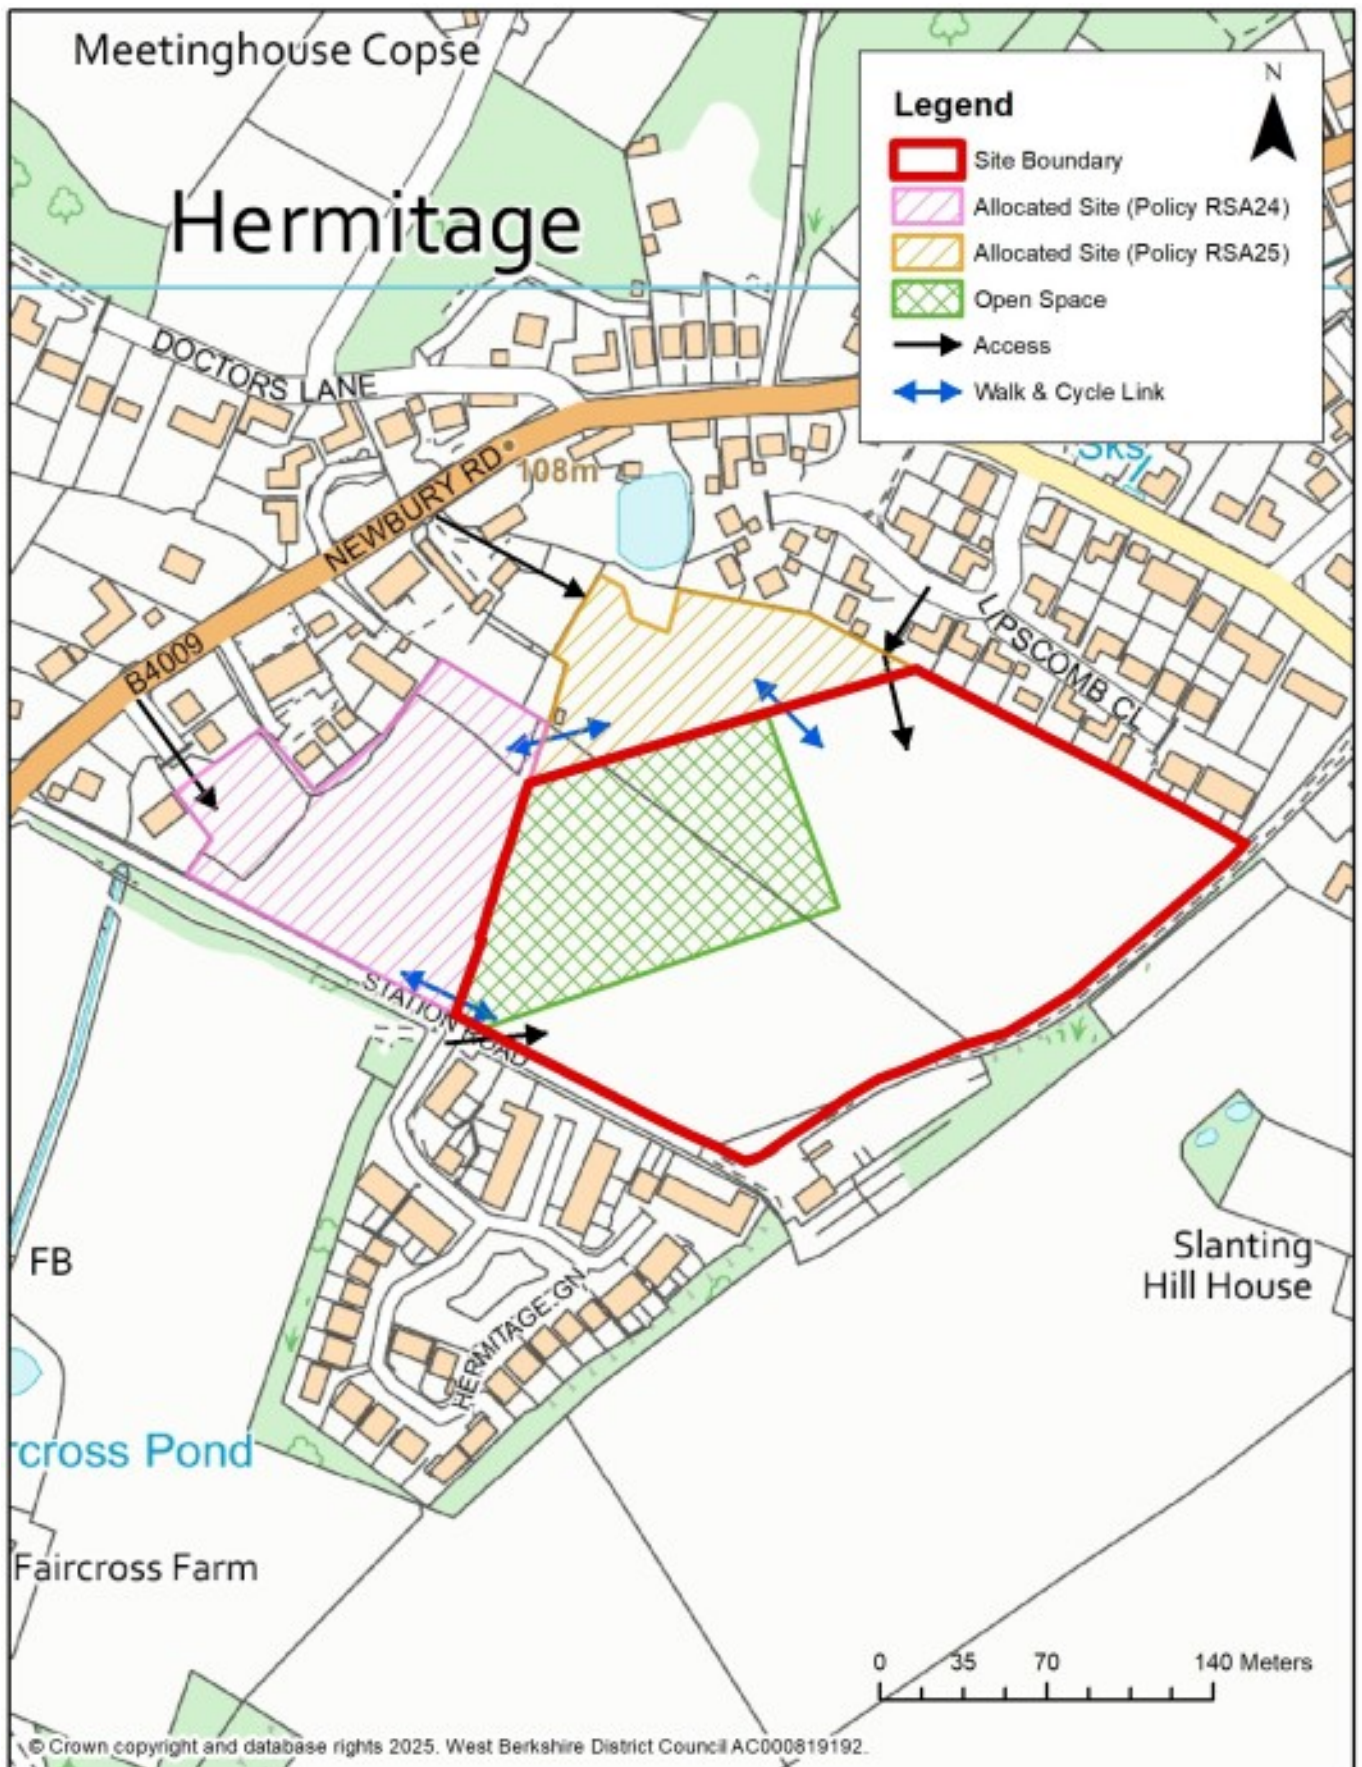 Meetinghouse Copse
Hermitage
N
Legend
Site Boundary
Allocated Site (Policy RSA24)
Allocated Site (Policy RSA25)
Open Space
Access
Walk & Cycle Link
DOCTORS LANE
NEWBURY RD
108m
Sks
B4009
LIPSCOMB CL
STATION ROAD
HERMITAGE GN
FB
Slanting
Hill House
rcross Pond
Faircross Farm
0 35 70 140 Meters
© Crown copyright and database rights 2025. West Berkshire District Council AC000819192.